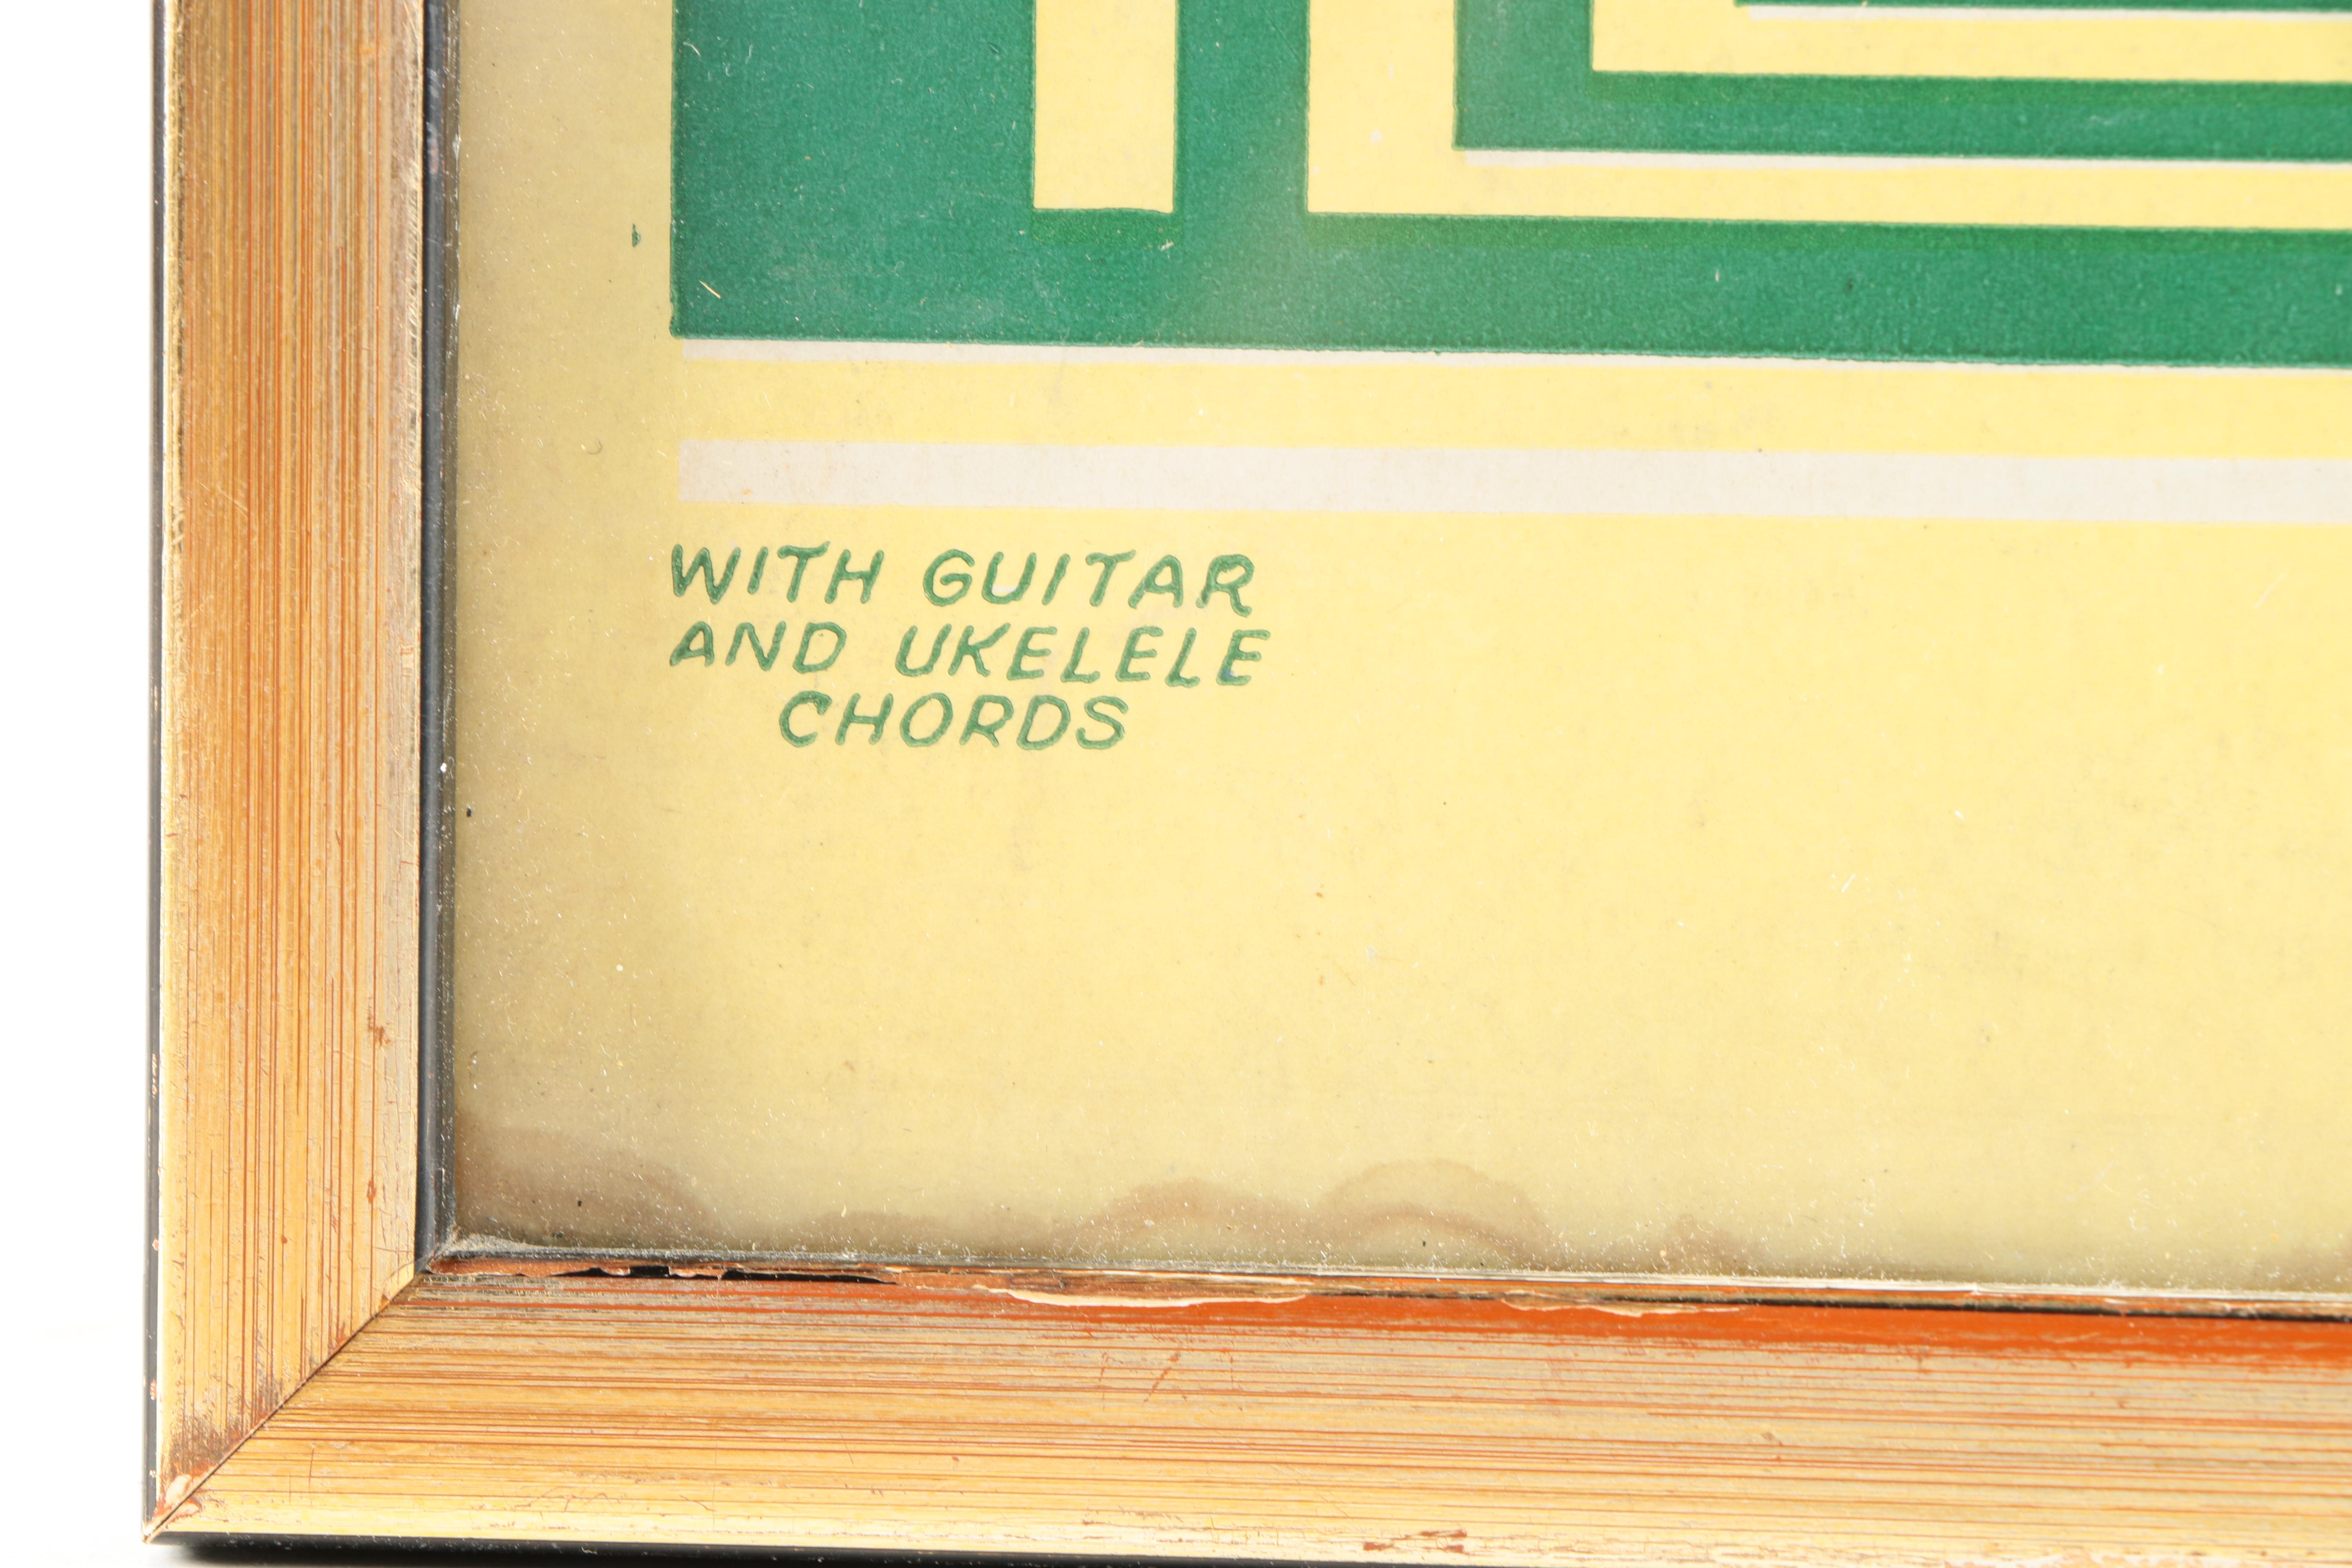 WITH GUITAR
AND UKELELE
CHORDS